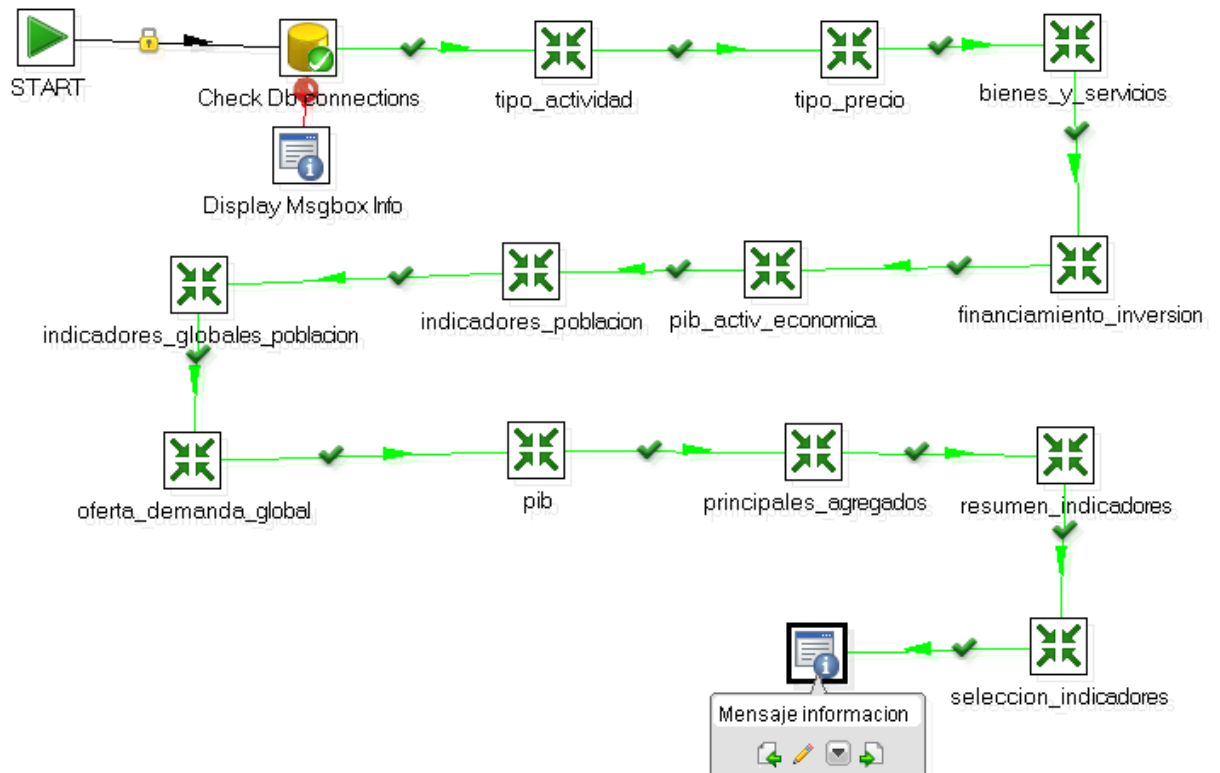 START
Check Db connections
tipo_actividad
tipo_precio
bienes_y_servicios
Display Msgbox Info
indicadores_globales_poblacion
indicadores_poblacion
pib_activ_economica
financiamiento_inversion
oferta_demanda_global
pib
principales_agregados
resumen_indicadores
seleccion_indicadores
Mensaje informacion